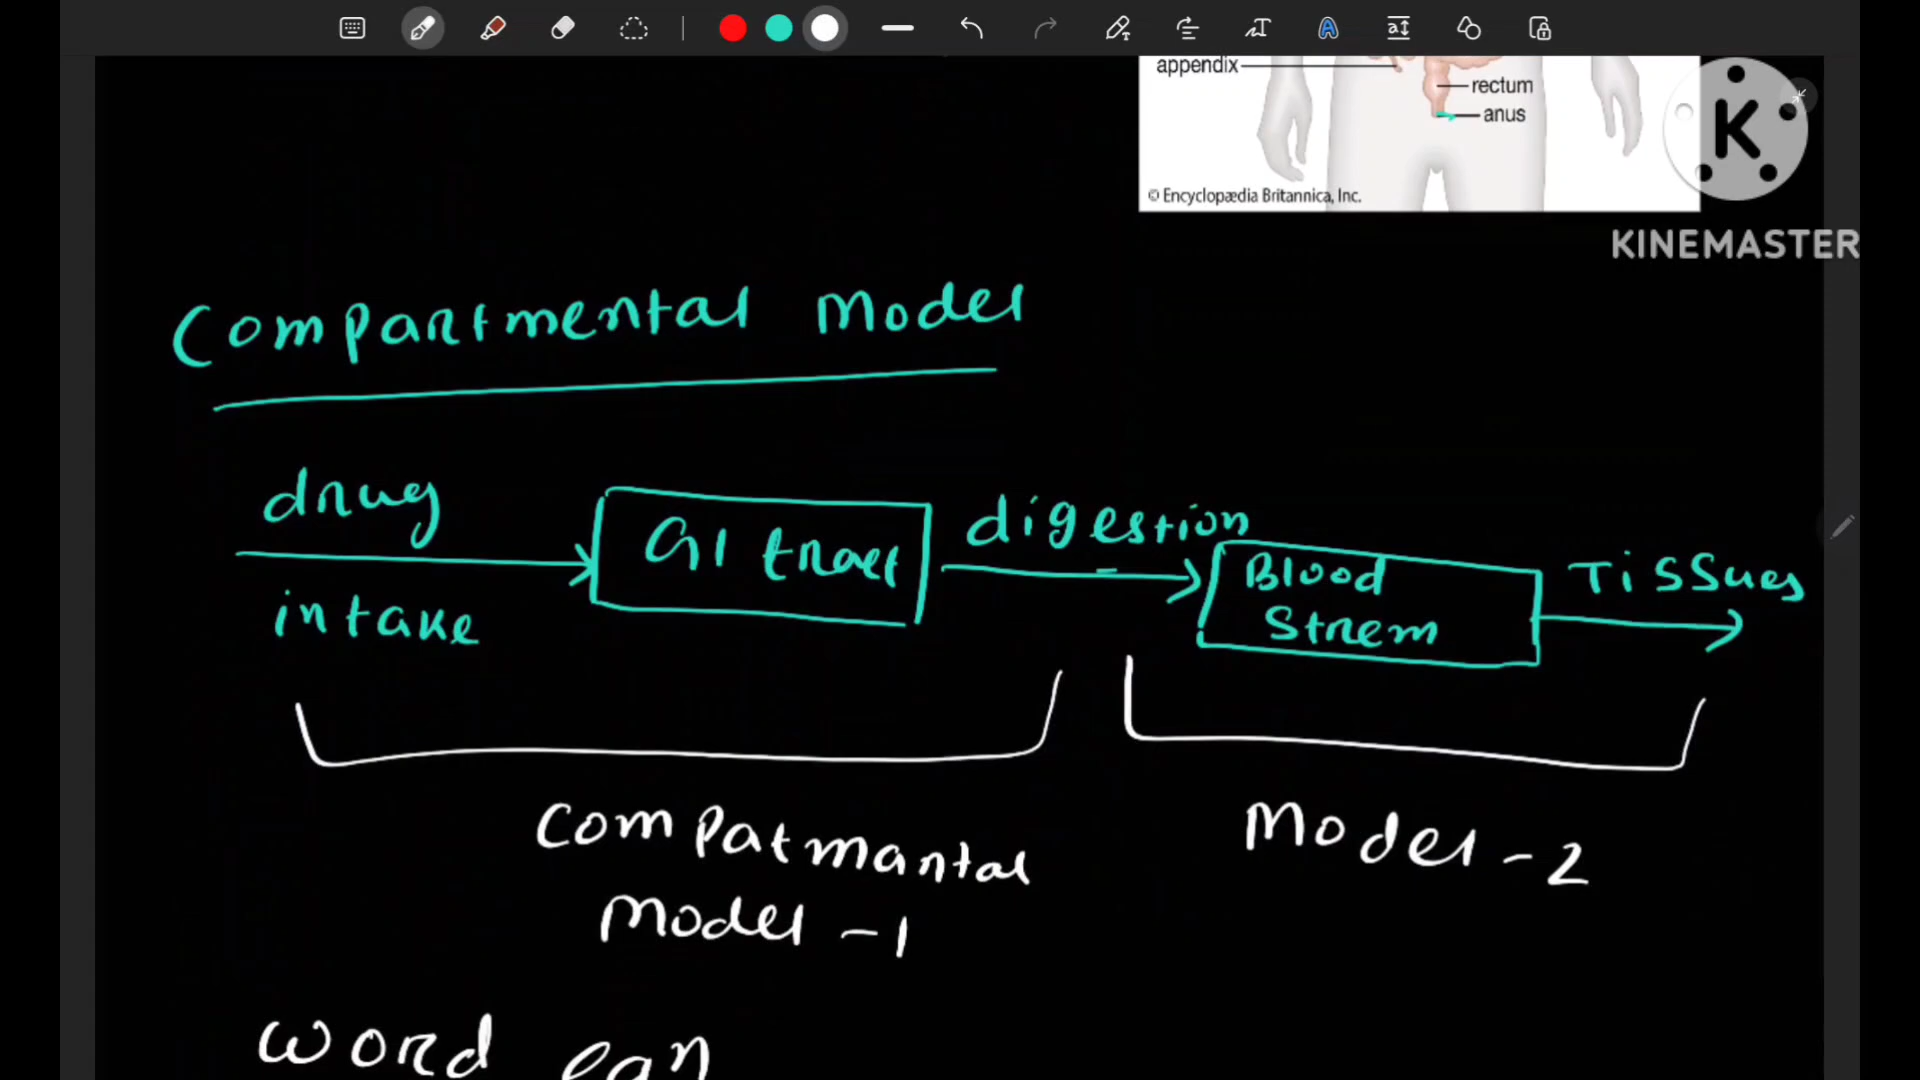 appendix
rectum
anus
K
© Encyclopædia Britannica, Inc.
KINEMASTER
Compartmental Model
drug
intake
GI tract
digestion
Blood
Strem
Tissues
Compatmantal
Model -1
Model -2
word